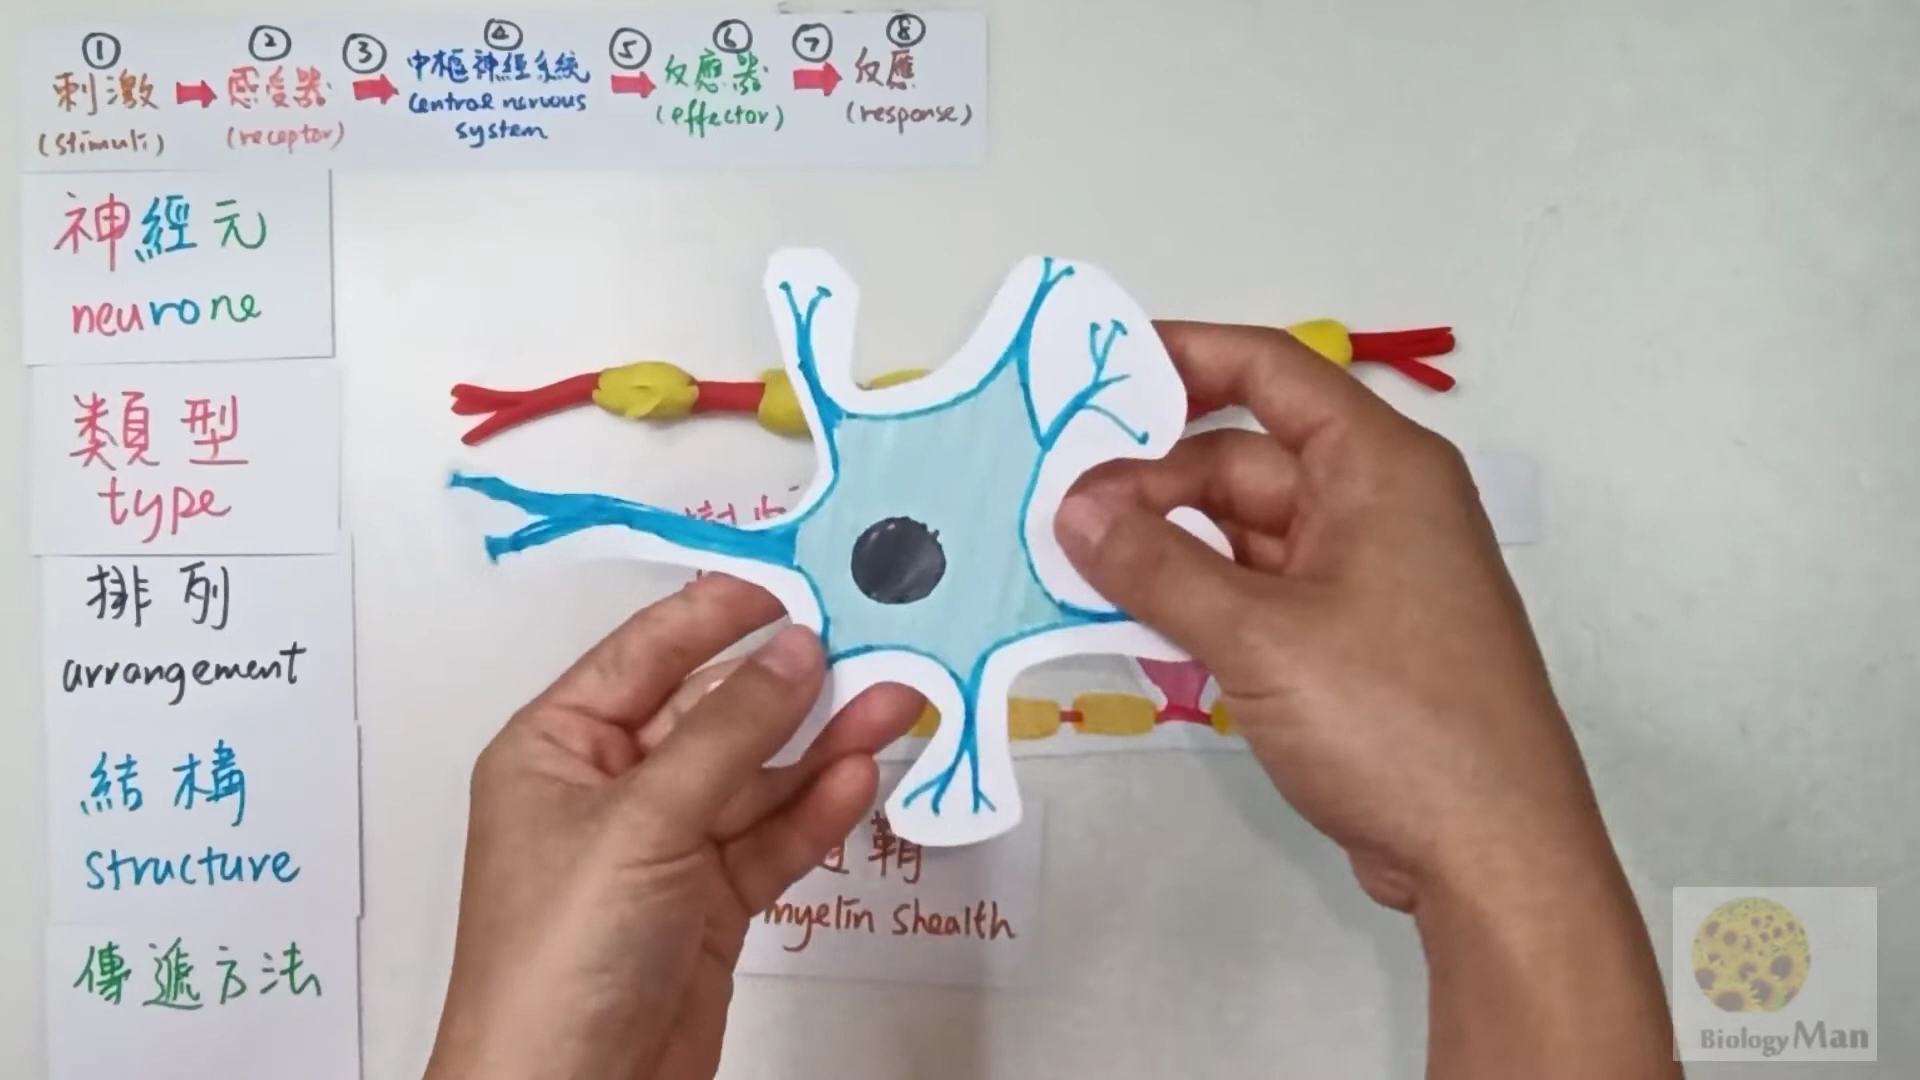 ① ② ③ ④ ⑤ ⑥ ⑦ ⑧
刺激 感受器 中樞神經系統 反應器 反應
(stimuli) (receptor) central nervous system (effector) (response)
神經元
neurone
類型
type
排列
arrangement
結構
structure
傳遞方法
鞘
myelin shealth
Biology Man